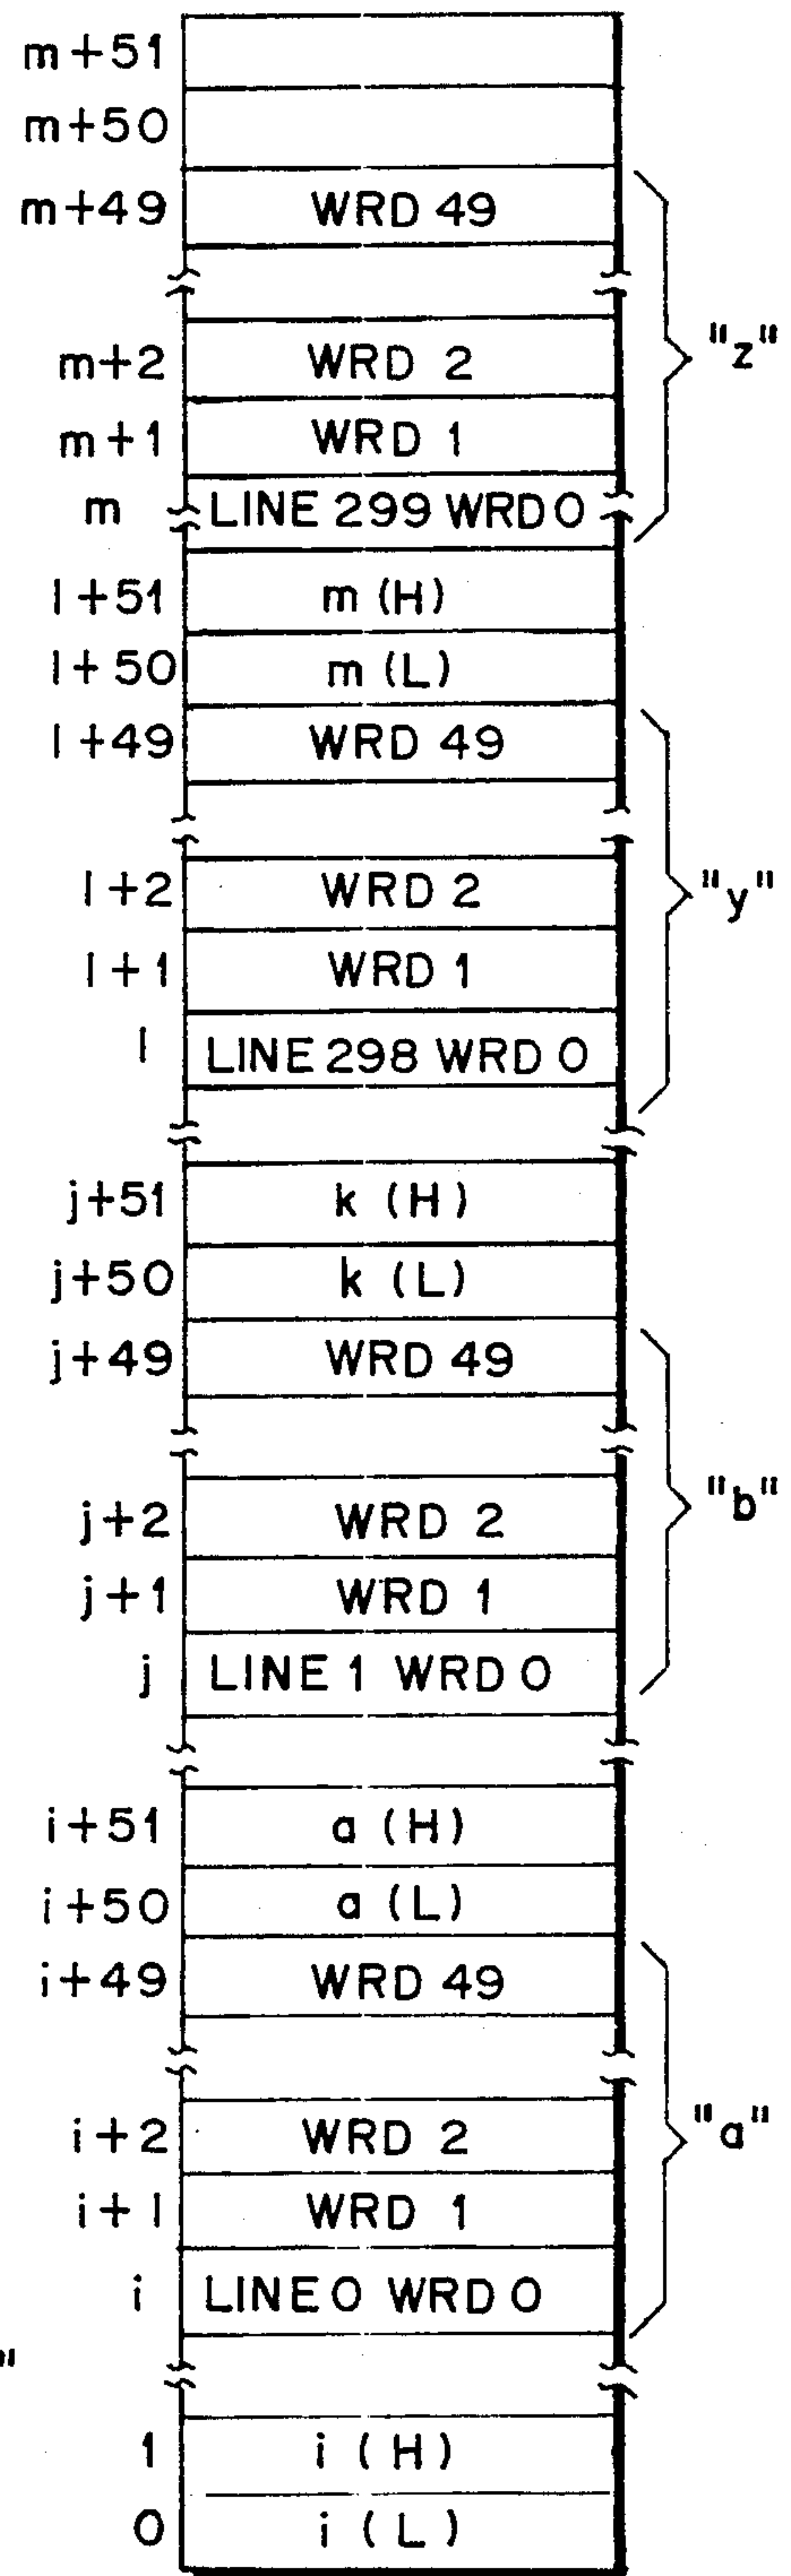 m+51
m+50
m+49 WRD 49
"z"
m+2 WRD 2
m+1 WRD 1
m LINE 299 WRD 0
l+51 m (H)
l+50 m (L)
l+49 WRD 49
"y"
l+2 WRD 2
l+1 WRD 1
l LINE 298 WRD 0
j+51 k (H)
j+50 k (L)
j+49 WRD 49
"b"
j+2 WRD 2
j+1 WRD 1
j LINE 1 WRD 0
i+51 a (H)
i+50 a (L)
i+49 WRD 49
"a"
i+2 WRD 2
i+1 WRD 1
i LINE 0 WRD 0
"
1 i (H)
0 i (L)